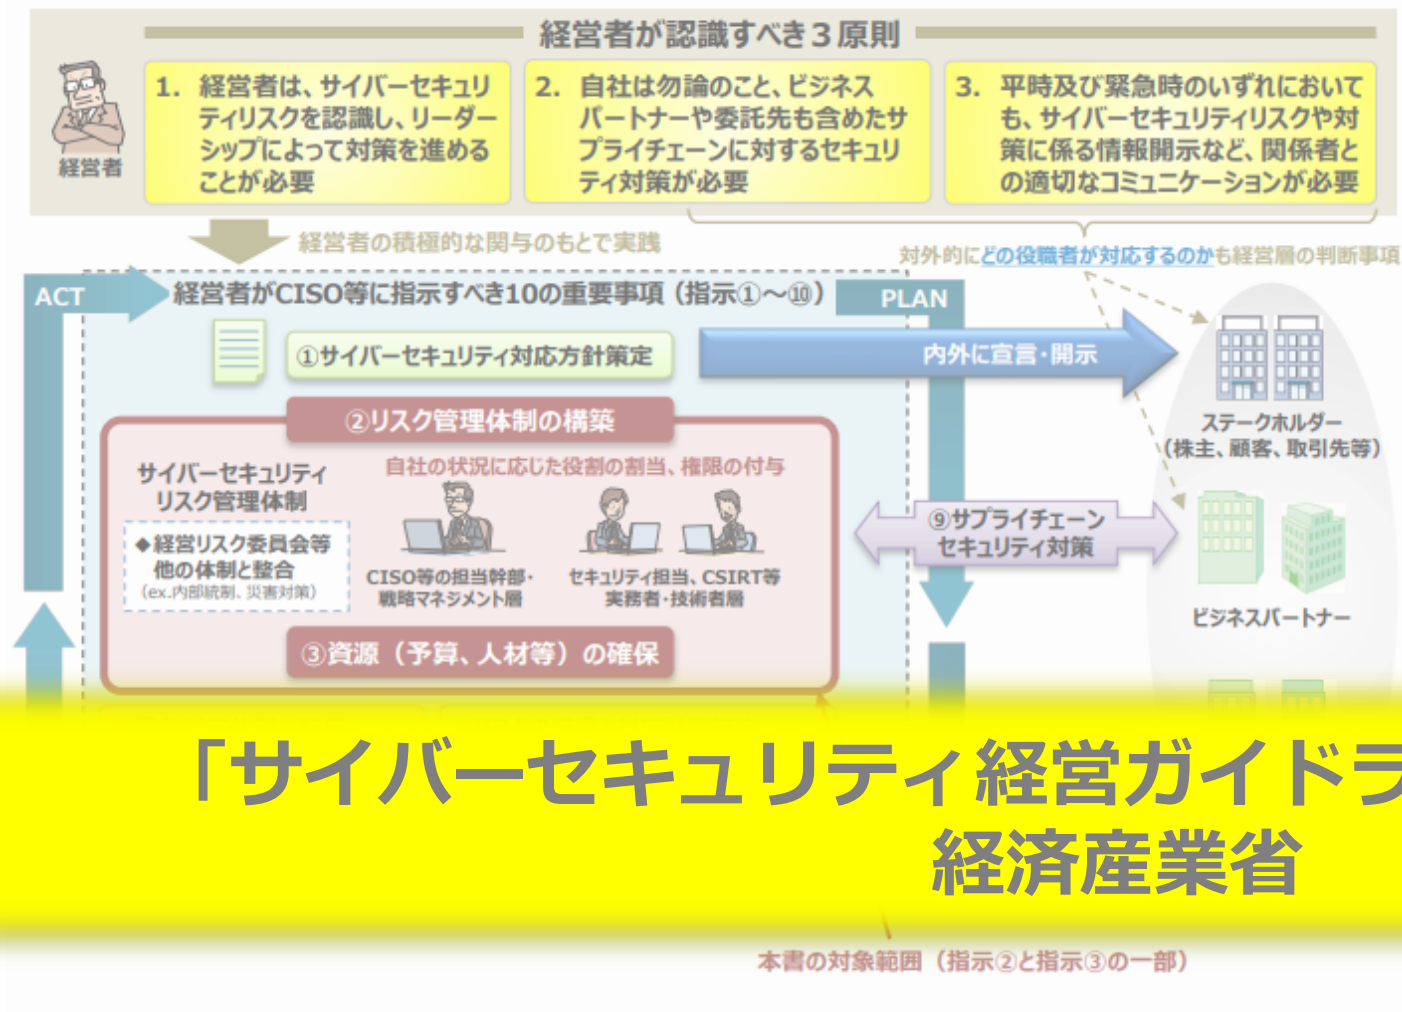 経営者が認識すべき３原則
経営者
1. 経営者は、サイバーセキュリ
ティリスクを認識し、リーダー
シップによって対策を進める
ことが必要
2. 自社は勿論のこと、ビジネス
パートナーや委託先も含めたサ
プライチェーンに対するセキュリ
ティ対策が必要
3. 平時及び緊急時のいずれにおいて
も、サイバーセキュリティリスクや対
策に係る情報開示など、関係者と
の適切なコミュニケーションが必要
経営者の積極的な関与のもとで実践
対外的にどの役職者が対応するのかも経営層の判断事項
ACT
経営者がCISO等に指示すべき10の重要事項（指示①～⑩）
PLAN
①サイバーセキュリティ対応方針策定
内外に宣言・開示
ステークホルダー
（株主、顧客、取引先等）
②リスク管理体制の構築
サイバーセキュリティ
リスク管理体制
自社の状況に応じた役割の割当、権限の付与
◆経営リスク委員会等
他の体制と整合
（ex.内部統制、災害対策）
CISO等の担当幹部・
戦略マネジメント層
セキュリティ担当、CSIRT等
実務者・技術者層
⑨サプライチェーン
セキュリティ対策
ビジネスパートナー
③資源（予算、人材等）の確保
「サイバーセキュリティ経営ガイドラ
経済産業省
本書の対象範囲（指示②と指示③の一部）